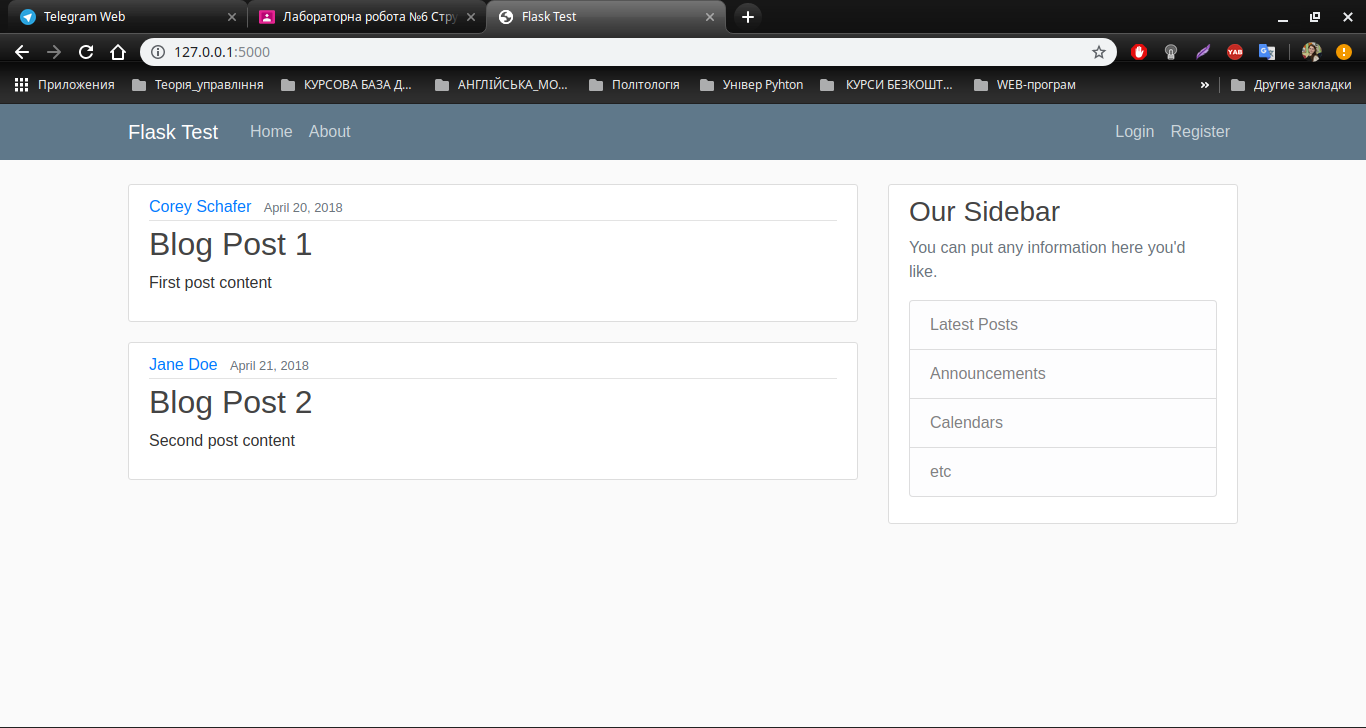 Telegram Web
Лабораторна робота №6 Стру
Flask Test
127.0.0.1:5000
YAB
Приложения
Теорія_управління
КУРСОВА БАЗА Д...
АНГЛІЙСЬКА_МО...
Політологія
Універ Pyhton
КУРСИ БЕЗКОШТ...
WEB-програм
»
Другие закладки
Flask Test
Home
About
Login
Register
Corey Schafer April 20, 2018
Blog Post 1
First post content
Jane Doe April 21, 2018
Blog Post 2
Second post content
Our Sidebar
You can put any information here you'd
like.
Latest Posts
Announcements
Calendars
etc